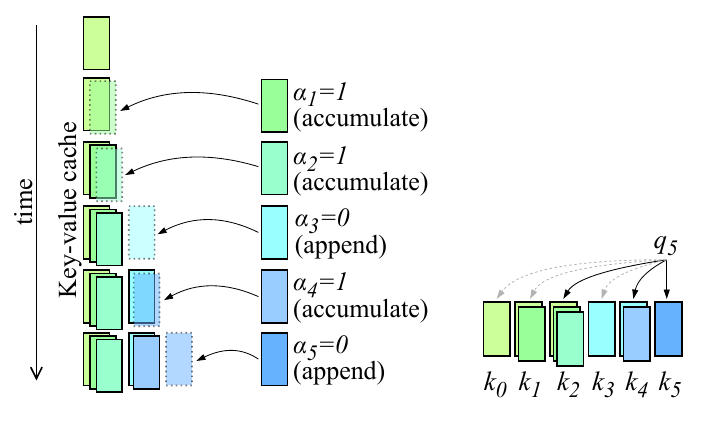 time
Key-value cache
α1=1
(accumulate)
α2=1
(accumulate)
α3=0
(append)
α4=1
(accumulate)
α5=0
(append)
q5
k0 k1 k2 k3 k4 k5